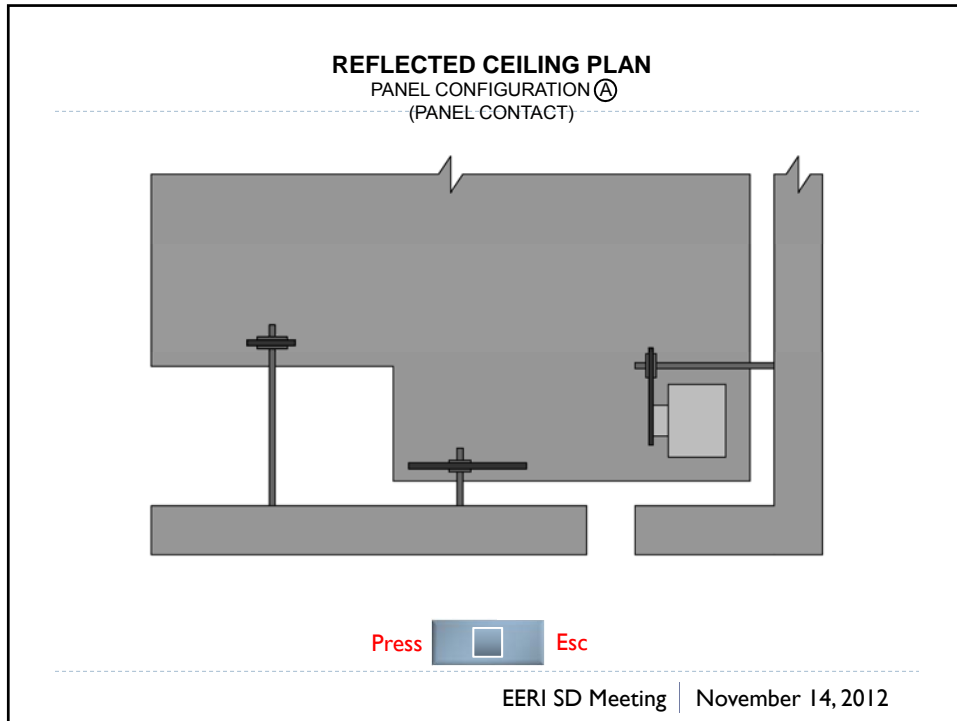 REFLECTED CEILING PLAN
PANEL CONFIGURATION Ⓐ
(PANEL CONTACT)
Press Esc
EERI SD Meeting November 14, 2012